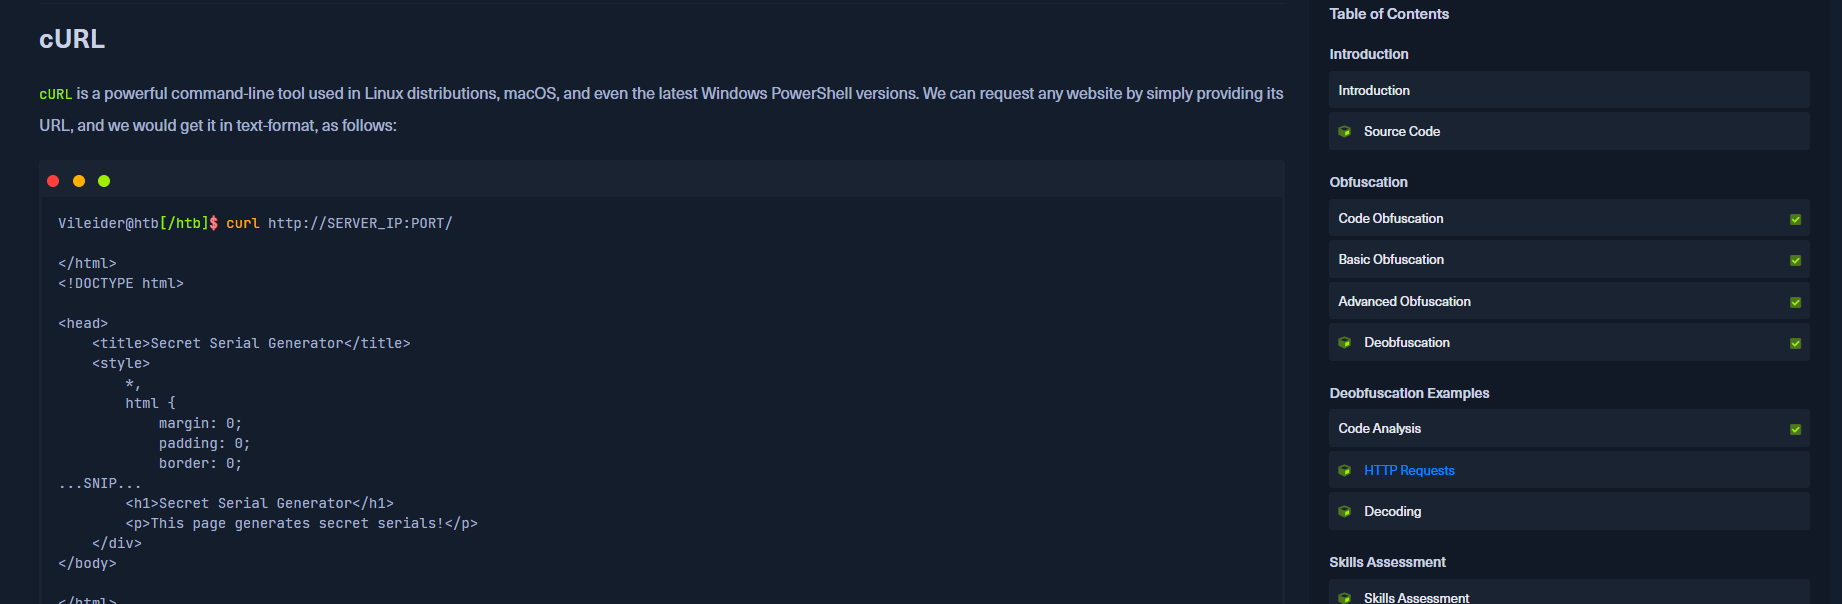 cURL
cURL is a powerful command-line tool used in Linux distributions, macOS, and even the latest Windows PowerShell versions. We can request any website by simply providing its
URL, and we would get it in text-format, as follows:
Vileider@htb[/htb]$ curl http://SERVER_IP:PORT/
</html>
<!DOCTYPE html>
<head>
    <title>Secret Serial Generator</title>
    <style>
        *,
        html {
            margin: 0;
            padding: 0;
            border: 0;
...SNIP...
        <h1>Secret Serial Generator</h1>
        <p>This page generates secret serials!</p>
    </div>
</body>
</html>
Table of Contents
Introduction
Introduction
Source Code
Obfuscation
Code Obfuscation
Basic Obfuscation
Advanced Obfuscation
Deobfuscation
Deobfuscation Examples
Code Analysis
HTTP Requests
Decoding
Skills Assessment
Skills Assessment